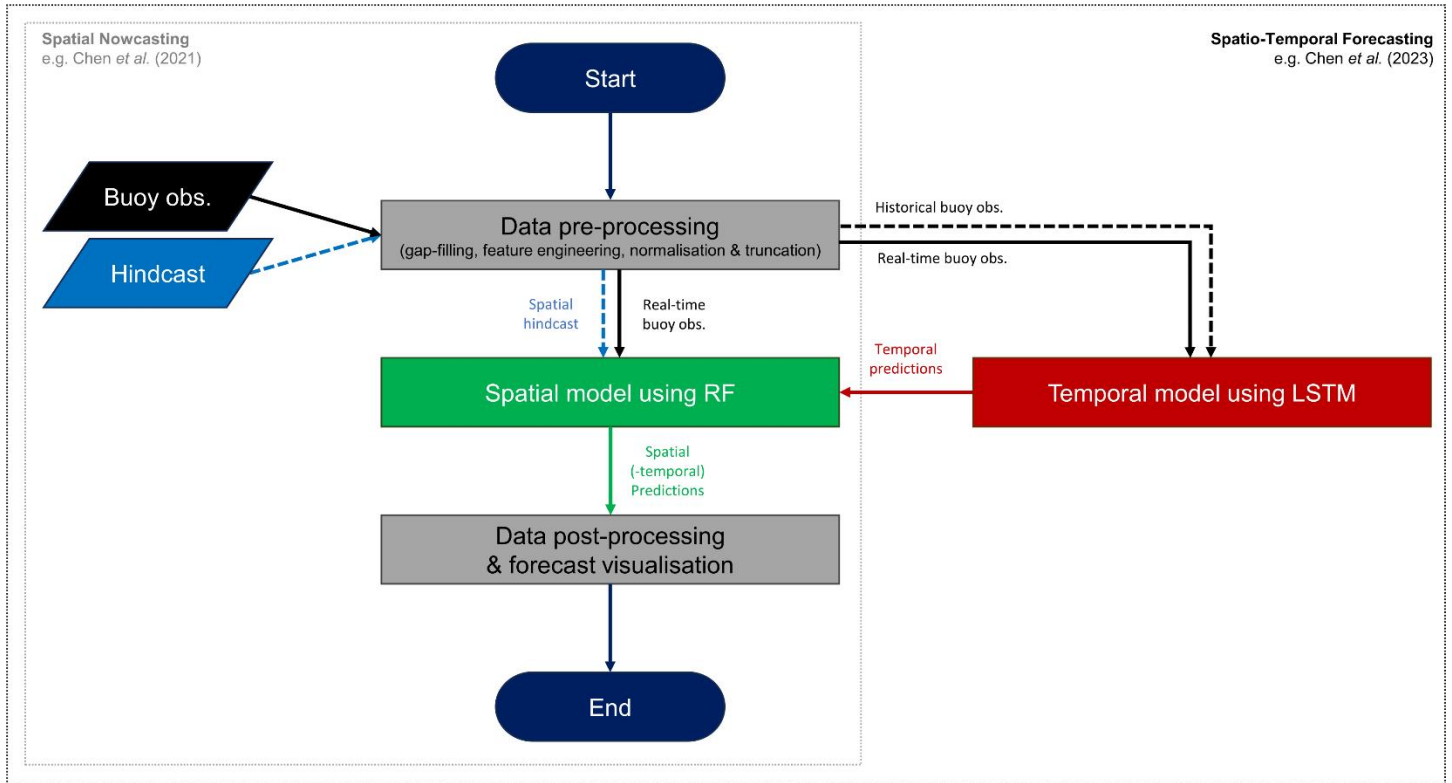 Spatial Nowcasting
e.g. Chen et al. (2021)
Spatio-Temporal Forecasting
e.g. Chen et al. (2023)
Start
Buoy obs.
Hindcast
Data pre-processing
(gap-filling, feature engineering, normalisation & truncation)
Historical buoy obs.
Real-time buoy obs.
Spatial
hindcast
Real-time
buoy obs.
Spatial model using RF
Temporal
predictions
Temporal model using LSTM
Spatial
(-temporal)
Predictions
Data post-processing
& forecast visualisation
End